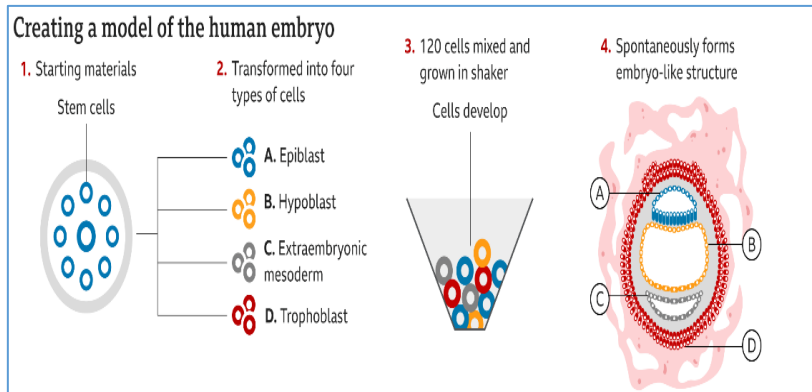 Creating a model of the human embryo
1. Starting materials
Stem cells
2. Transformed into four
types of cells
A. Epiblast
B. Hypoblast
C. Extraembryonic
mesoderm
D. Trophoblast
3. 120 cells mixed and
grown in shaker
Cells develop
4. Spontaneously forms
embryo-like structure
A
B
C
D